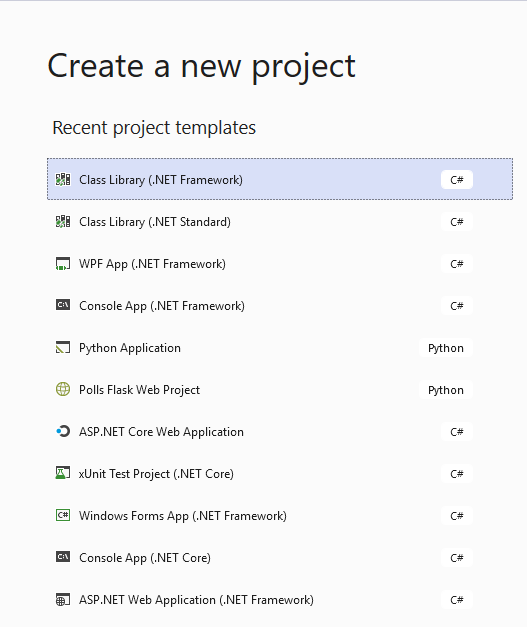 Create a new project
Recent project templates
Class Library (.NET Framework) C#
Class Library (.NET Standard) C#
WPF App (.NET Framework) C#
C:\ Console App (.NET Framework) C#
Python Application Python
Polls Flask Web Project Python
ASP.NET Core Web Application C#
xUnit Test Project (.NET Core) C#
C# Windows Forms App (.NET Framework) C#
C:\ Console App (.NET Core) C#
ASP.NET Web Application (.NET Framework) C#